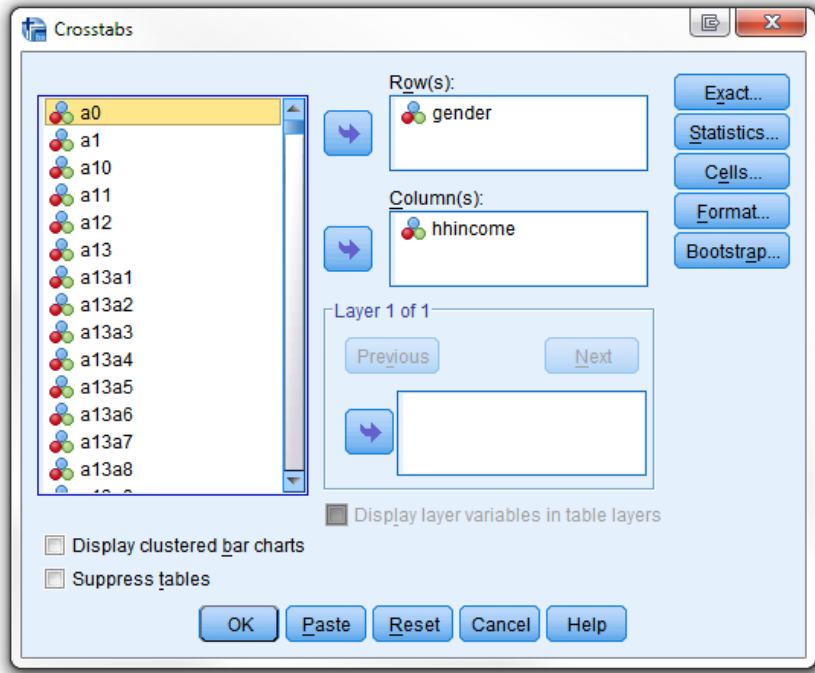 Crosstabs
a0
a1
a10
a11
a12
a13
a13a1
a13a2
a13a3
a13a4
a13a5
a13a6
a13a7
a13a8
Row(s):
gender
Column(s):
hhincome
Layer 1 of 1
Previous
Next
Display layer variables in table layers
Exact...
Statistics...
Cells...
Format...
Bootstrap...
Display clustered bar charts
Suppress tables
OK
Paste
Reset
Cancel
Help